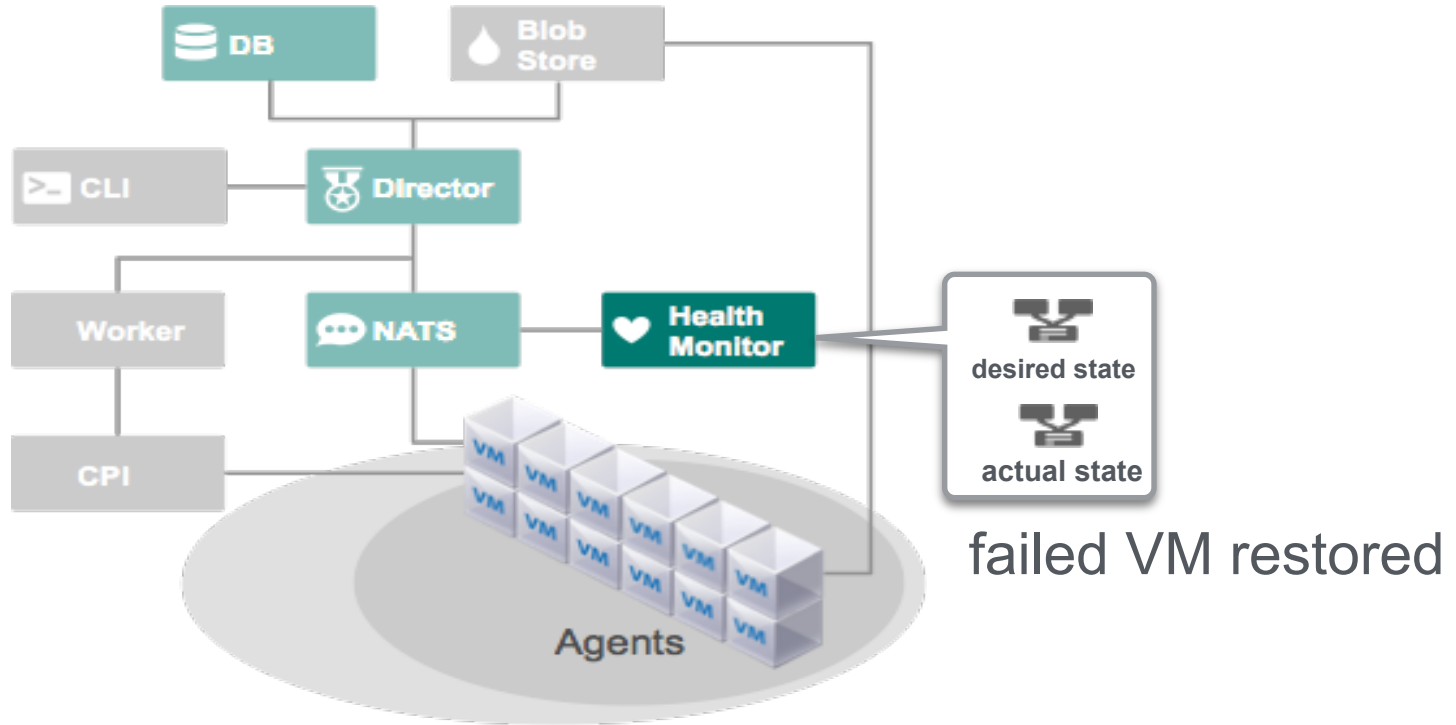 DB
Blob
Store
>_ CLI
Director
Worker
NATS
Health
Monitor
desired state
actual state
CPI
VM VM VM VM VM VM
VM VM VM VM VM VM
failed VM restored
Agents